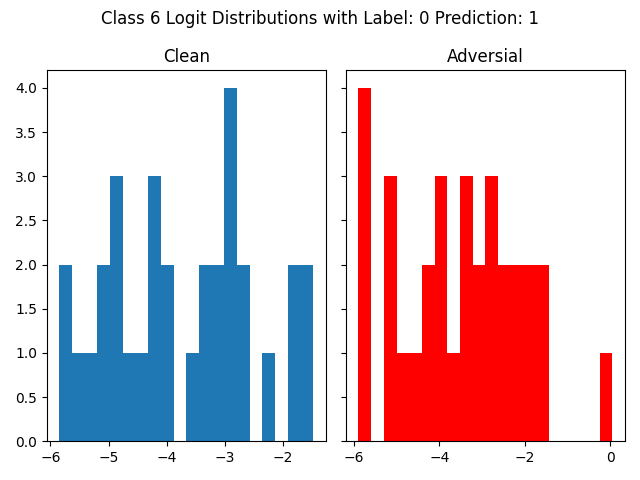 Class 6 Logit Distributions with Label: 0 Prediction: 1
Clean
Adversial
4.0
3.5
3.0
2.5
2.0
1.5
1.0
0.5
0.0
−6 −5 −4 −3 −2
−6 −4 −2 0